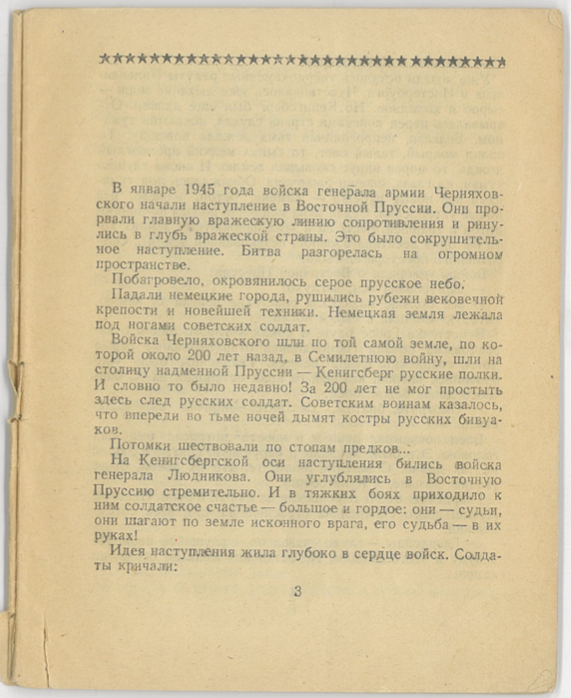 В январе 1945 года войска генерала армии Черняхов-
ского начали наступление в Восточной Пруссии. Они про-
рвали главную вражескую линию сопротивления и рину-
лись в глубь вражеской страны. Это было сокрушитель-
ное наступление. Битва разгорелась на огромном
пространстве.
Побагровело, окровянилось серое прусское небо.
Падали немецкие города, рушились рубежи вековечной
крепости и новейшей техники. Немецкая земля лежала
под ногами советских солдат.
Войска Черняховского шли по той самой земле, по ко-
торой около 200 лет назад, в Семилетнюю войну, шли на
столицу надменной Пруссии — Кенигсберг русские полки.
И словно то было недавно! За 200 лет не мог простыть
здесь след русских солдат. Советским воинам казалось,
что впереди во тьме ночей дымят костры русских бивуа-
ков.
Потомки шествовали по стопам предков...
На Кенигсбергской оси наступления бились войска
генерала Людникова. Они углублялись в Восточную
Пруссию стремительно. И в тяжких боях приходило к
ним солдатское счастье — большое и гордое: они — судьи,
они шагают по земле исконного врага, его судьба — в их
руках!
Идея наступления жила глубоко в сердце войск. Солда-
ты кричали:
3